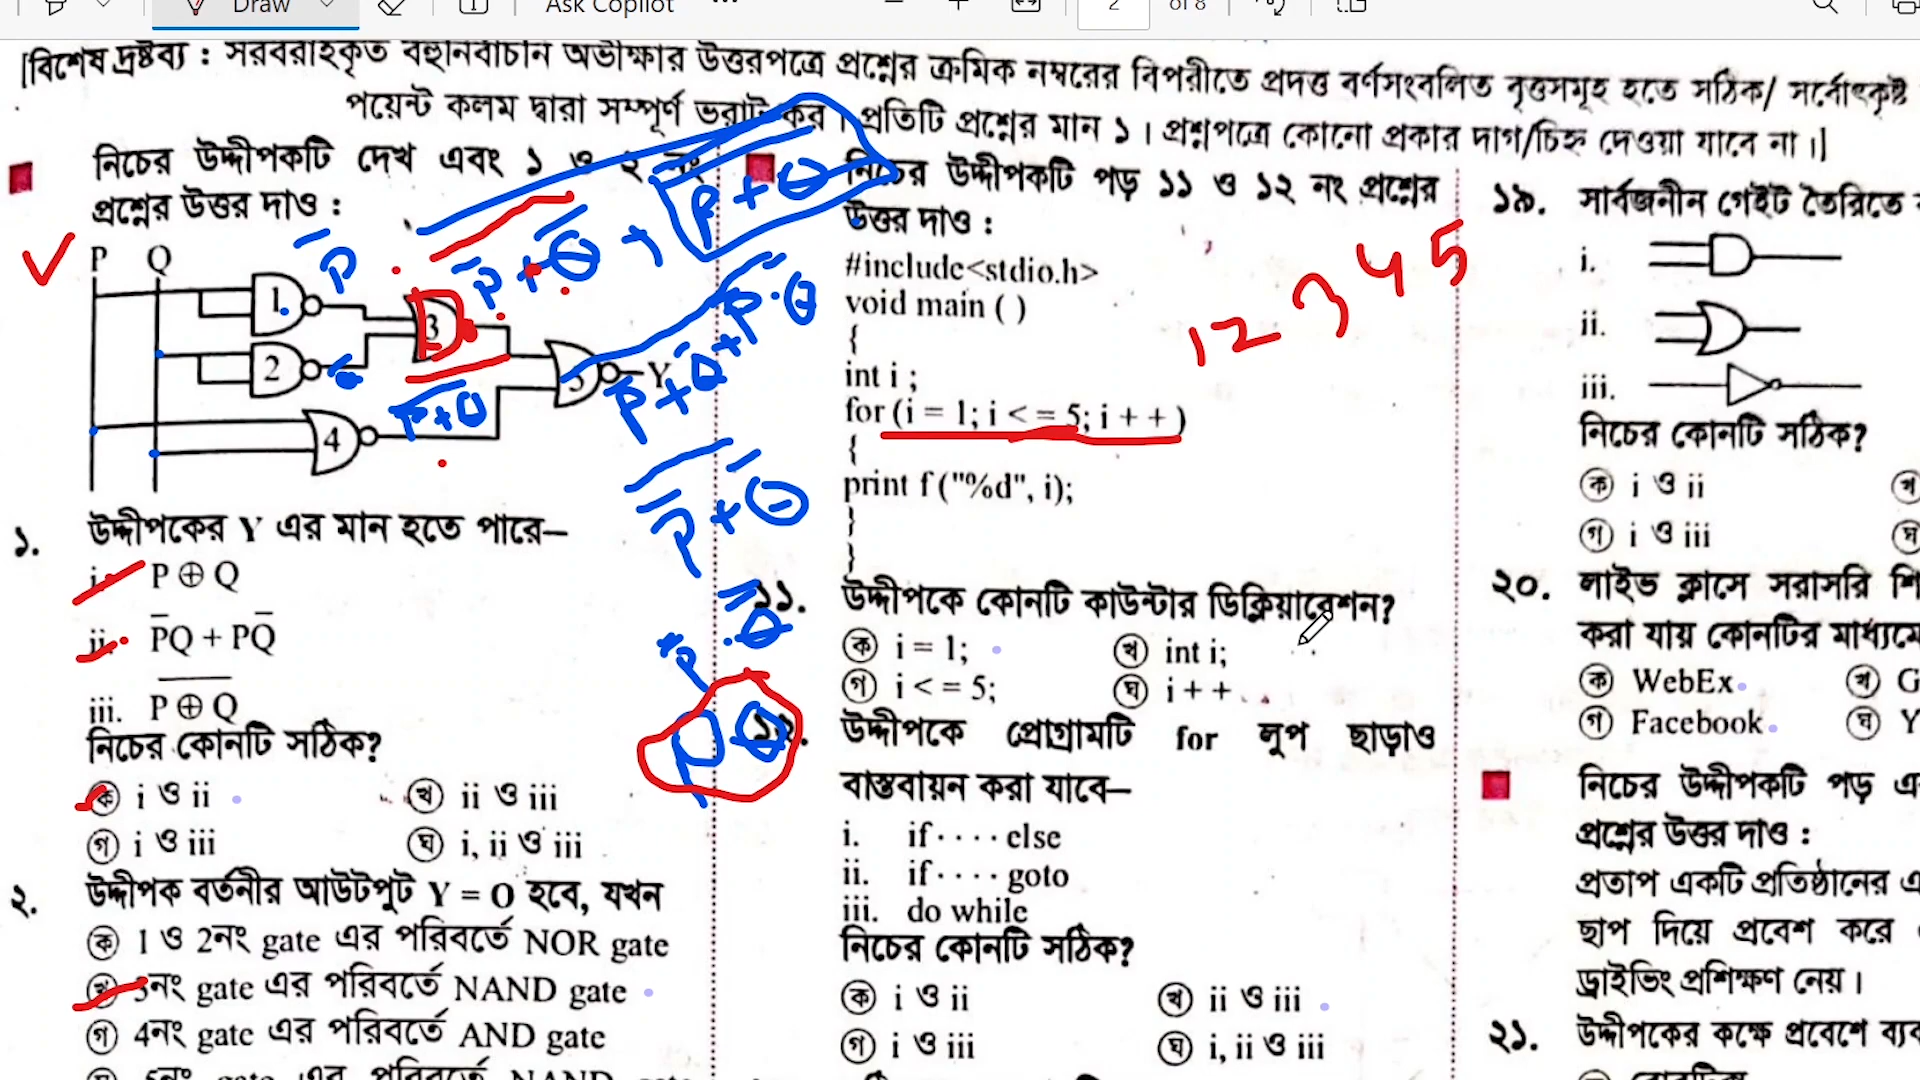 Draw
Ask Copilot
2 of 8
[বিশেষ দ্রষ্টব্য : সরবরাহকৃত বহুনির্বাচনি অভীক্ষার উত্তরপত্রে প্রশ্নের ক্রমিক নম্বরের বিপরীতে প্রদত্ত বর্ণসংবলিত বৃত্তসমূহ হতে সঠিক/ সর্বোৎকৃষ্ট
পয়েন্ট কলম দ্বারা সম্পূর্ণ ভরাট কর । প্রতিটি প্রশ্নের মান ১ । প্রশ্নপত্রে কোনো প্রকার দাগ/চিহ্ন দেওয়া যাবে না ।]
নিচের উদ্দীপকটি দেখ এবং ১ ও ২ নং
প্রশ্নের উত্তর দাও :
P Q
1
2
3
4
5
Y
P̅
P̅ + Q̅ + P+Q
P+Q
P̅ + Q̅ + P̅·Q̅
P̅ + Q̅
P̅·Q̅
P Q
১. উদ্দীপকের Y এর মান হতে পারে—
i. P ⊕ Q
ii. P̅Q + PQ̅
iii. P̅ ⊕̅ Q̅
নিচের কোনটি সঠিক?
ক i ও ii
খ ii ও iii
গ i ও iii
ঘ i, ii ও iii
২. উদ্দীপক বর্তনীর আউটপুট Y = 0 হবে, যখন
ক 1 ও 2নং gate এর পরিবর্তে NOR gate
খ 3নং gate এর পরিবর্তে NAND gate
গ 4নং gate এর পরিবর্তে AND gate
নিচের উদ্দীপকটি পড় ১১ ও ১২ নং প্রশ্নের
উত্তর দাও :
#include<stdio.h>
void main ( )
{
int i ;
for (i = 1; i < = 5; i + + )
{
print f ("%d", i);
}
}
1 2 3 4 5
১১. উদ্দীপকে কোনটি কাউন্টার ডিক্লিয়ারেশন?
ক i = 1;
খ int i;
গ i < = 5;
ঘ i + +
১২. উদ্দীপকে প্রোগ্রামটি for লুপ ছাড়াও
বাস্তবায়ন করা যাবে—
i. if · · · · else
ii. if · · · · goto
iii. do while
নিচের কোনটি সঠিক?
ক i ও ii
খ ii ও iii
গ i ও iii
ঘ i, ii ও iii
১৯. সার্বজনীন গেইট তৈরিতে
i.
ii.
iii.
নিচের কোনটি সঠিক?
ক i ও ii
খ
গ i ও iii
ঘ
২০. লাইভ ক্লাসে সরাসরি
করা যায় কোনটির মাধ্যমে
ক WebEx
খ G
গ Facebook
ঘ Y
নিচের উদ্দীপকটি পড়
প্রশ্নের উত্তর দাও :
প্রতাপ একটি প্রতিষ্ঠানের
ছাপ দিয়ে প্রবেশ করে
ড্রাইভিং প্রশিক্ষণ নেয় ।
২১. উদ্দীপকের কক্ষে প্রবেশে